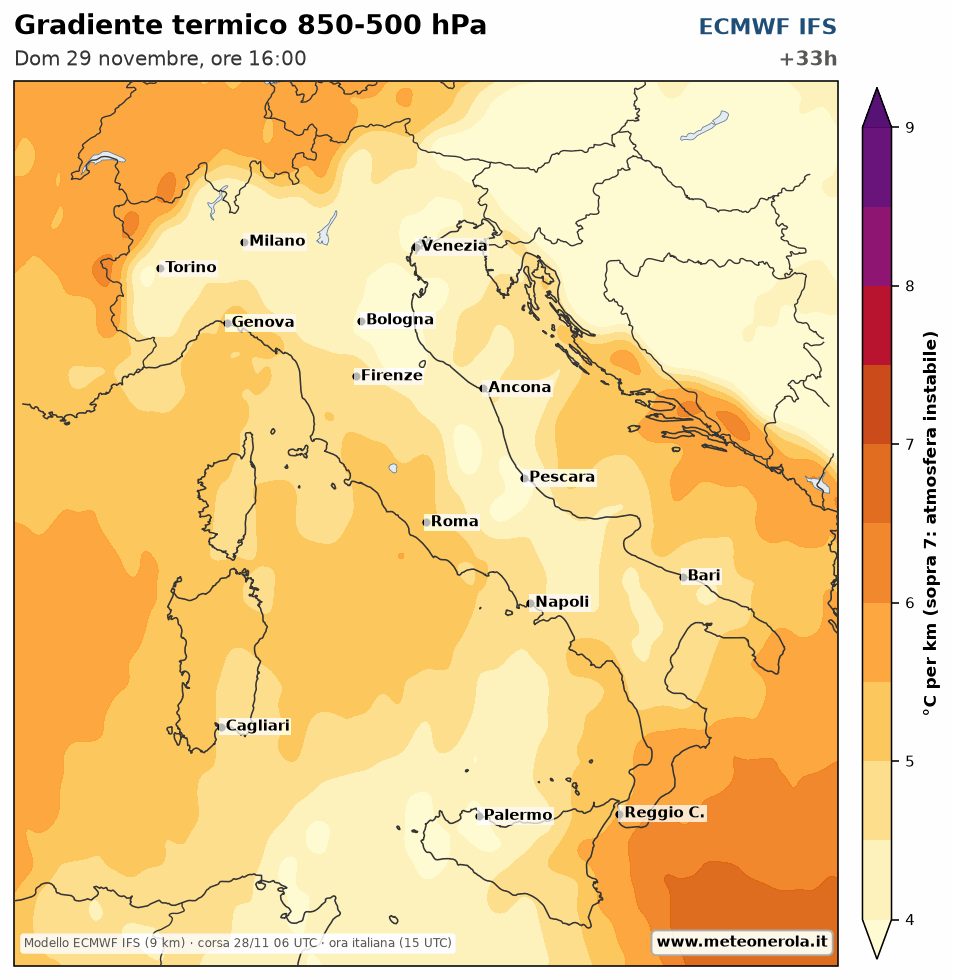 Gradiente termico 850-500 hPa
ECMWF IFS
Dom 29 novembre, ore 16:00
+33h
Milano
Venezia
Torino
Genova
Bologna
Firenze
Ancona
Pescara
Roma
Bari
Napoli
Cagliari
Palermo
Reggio C.
9
8
7
6
5
4
°C per km (sopra 7: atmosfera instabile)
Modello ECMWF IFS (9 km) · corsa 28/11 06 UTC · ora italiana (15 UTC)
www.meteonerola.it